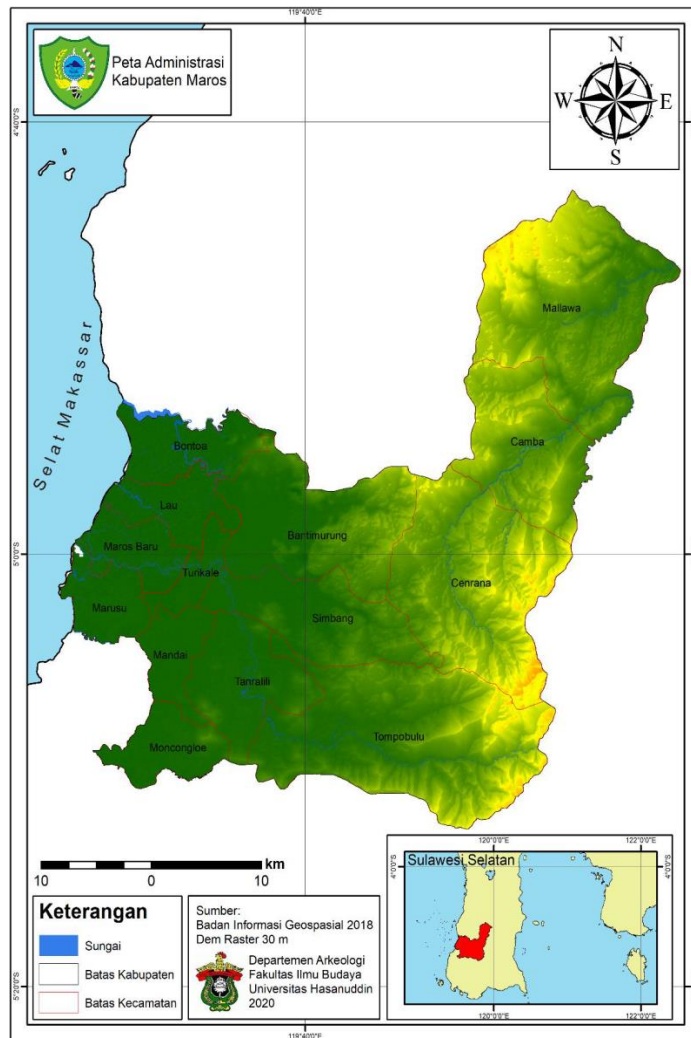 119°40'0"E
Peta Administrasi
Kabupaten Maros
N
W
E
S
4°40'0"S
Selat Makassar
Mallawa
Camba
Bontoa
Lau
Bantimurung
Maros Baru
5°0'0"S
Turikale
Cenrana
Marusu
Simbang
Mandai
Tanralili
Tompobulu
Moncongloe
km
10
0
10
Keterangan
Sungai
Batas Kabupaten
Batas Kecamatan
Sumber:
Badan Informasi Geospasial 2018
Dem Raster 30 m
Departemen Arkeologi
Fakultas Ilmu Budaya
Universitas Hasanuddin
2020
120°0'0"E
122°0'0"E
Sulawesi Selatan
4°0'0"S
120°0'0"E
122°0'0"E
5°20'0"S
119°40'0"E